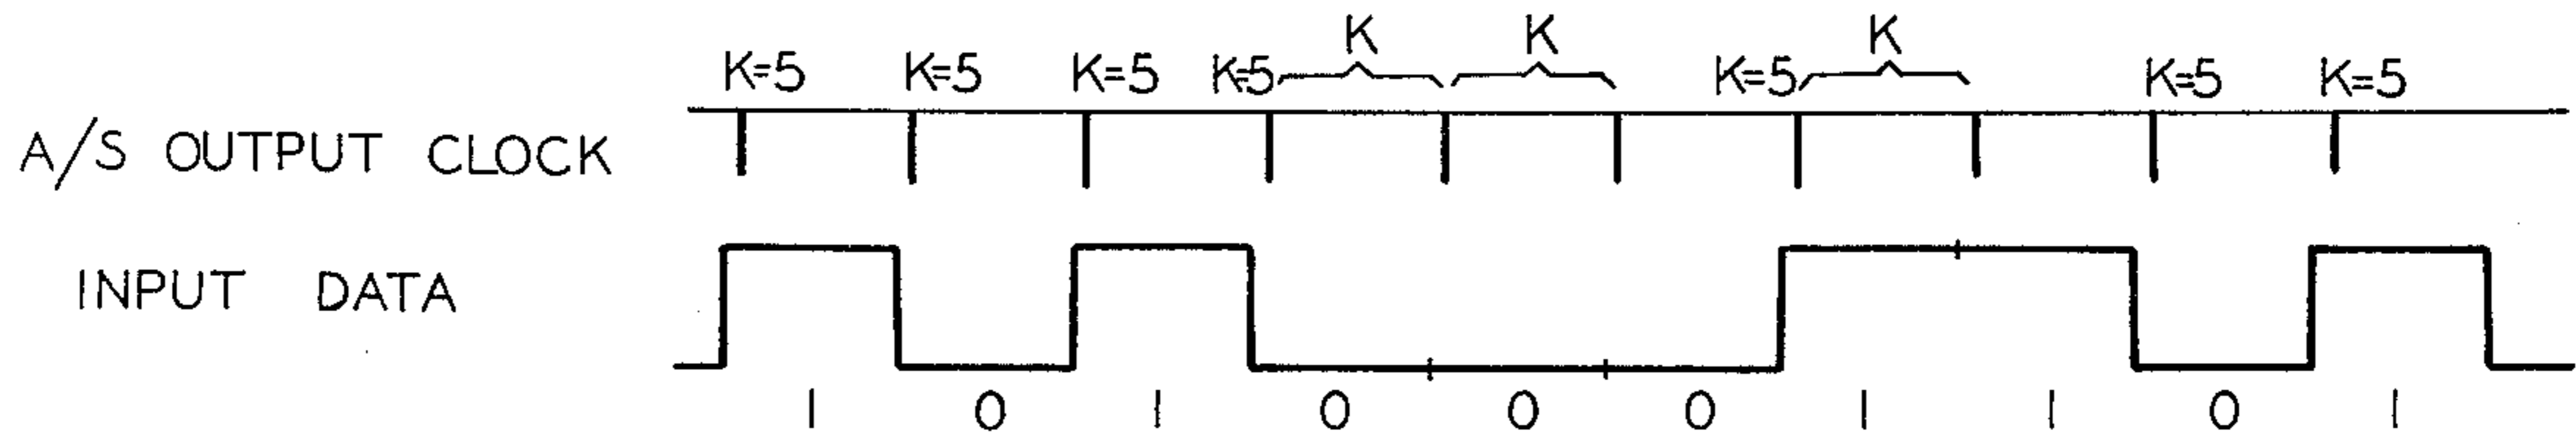 K=5 K=5 K=5 K=5 K K K=5 K K=5 K=5
A/S OUTPUT CLOCK
INPUT DATA
1 0 1 0 0 0 1 1 0 1